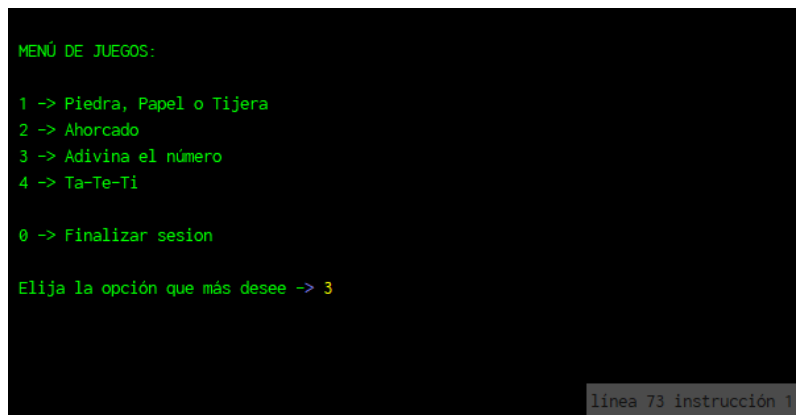 MENÚ DE JUEGOS:
1 -> Piedra, Papel o Tijera
2 -> Ahorcado
3 -> Adivina el número
4 -> Ta-Te-Ti
0 -> Finalizar sesion
Elija la opción que más desee -> 3
línea 73 instrucción 1